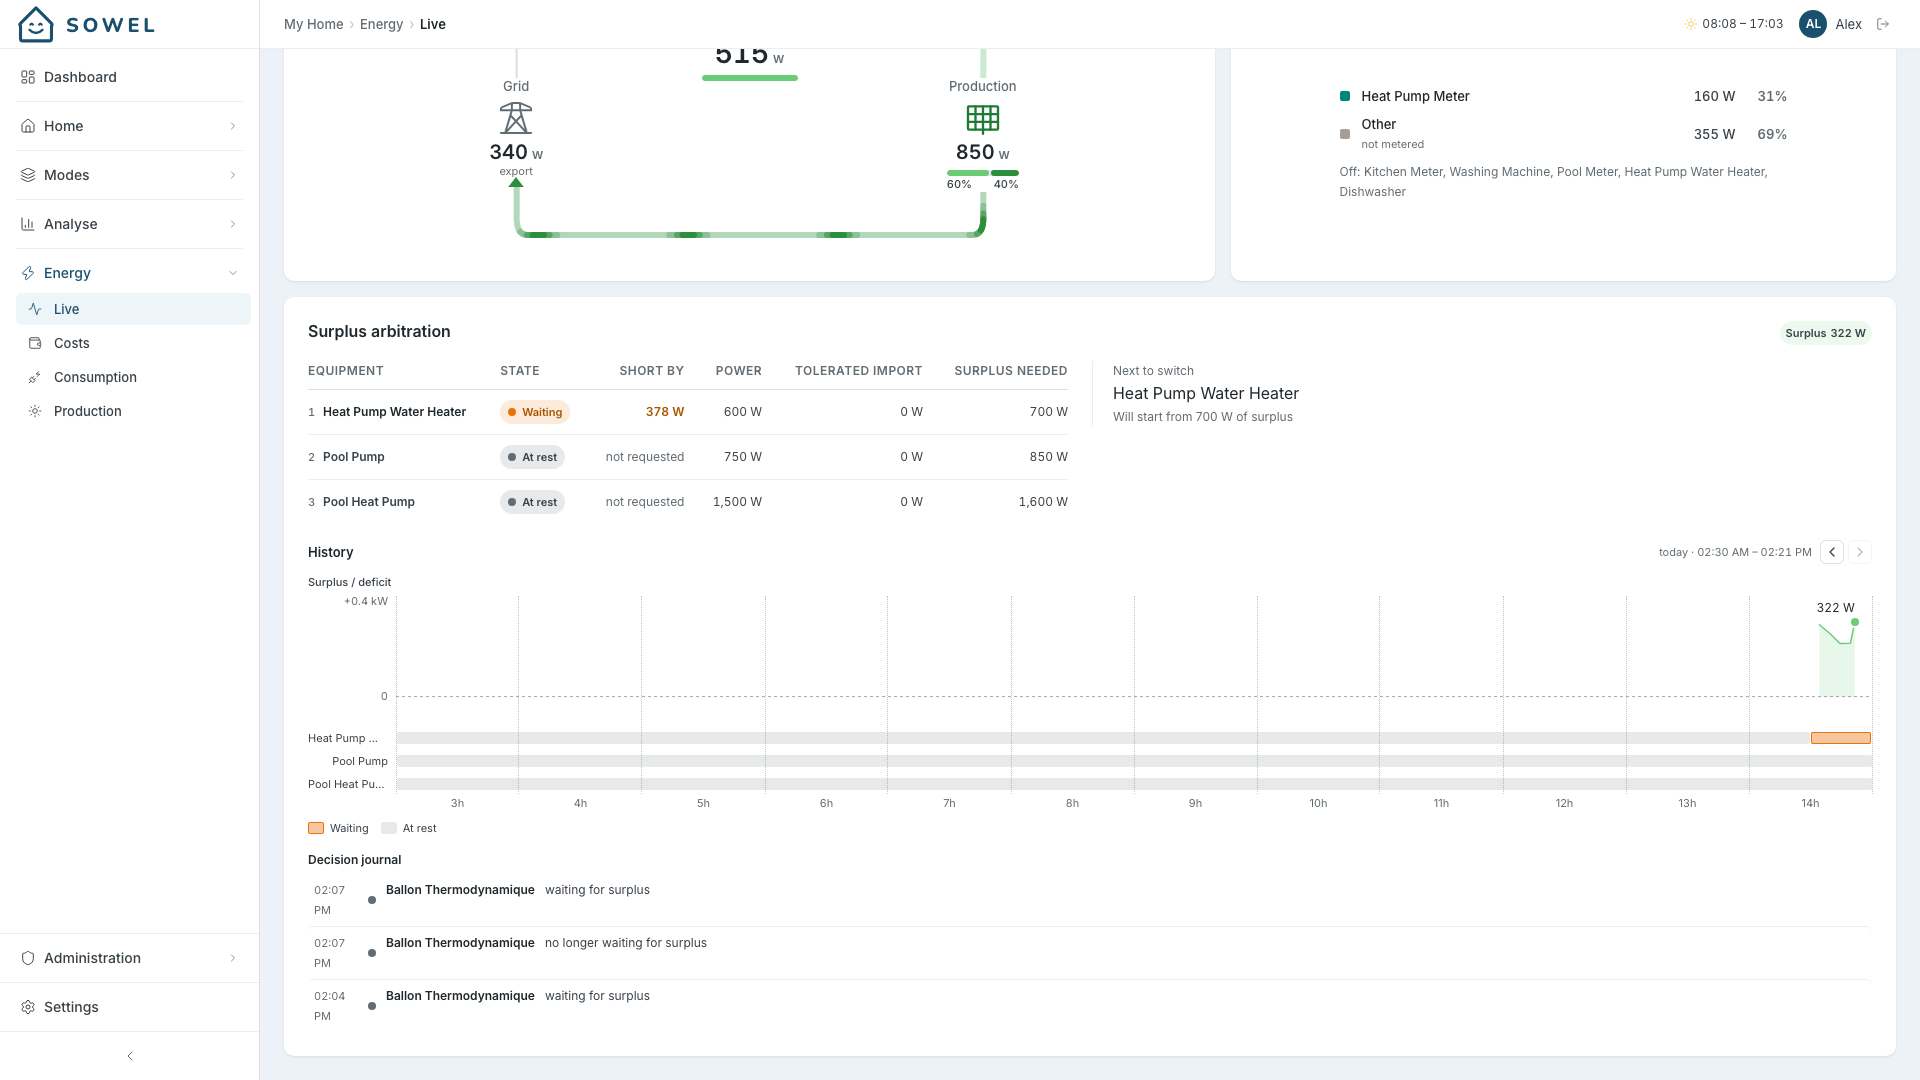 SOWEL
My Home › Energy › Live
08:08 – 17:03
AL
Alex
Dashboard
Home
Modes
Analyse
Energy
Live
Costs
Consumption
Production
Administration
Settings
515 W
Grid
340 W
export
Production
850 W
60% 40%
Heat Pump Meter 160 W 31%
Other
not metered
355 W 69%
Off: Kitchen Meter, Washing Machine, Pool Meter, Heat Pump Water Heater,
Dishwasher
Surplus arbitration
Surplus 322 W
EQUIPMENT STATE SHORT BY POWER TOLERATED IMPORT SURPLUS NEEDED
1 Heat Pump Water Heater Waiting 378 W 600 W 0 W 700 W
2 Pool Pump At rest not requested 750 W 0 W 850 W
3 Pool Heat Pump At rest not requested 1,500 W 0 W 1,600 W
Next to switch
Heat Pump Water Heater
Will start from 700 W of surplus
History
today · 02:30 AM – 02:21 PM
Surplus / deficit
+0.4 kW
322 W
0
Heat Pump ...
Pool Pump
Pool Heat Pu...
3h 4h 5h 6h 7h 8h 9h 10h 11h 12h 13h 14h
Waiting At rest
Decision journal
02:07 PM Ballon Thermodynamique waiting for surplus
02:07 PM Ballon Thermodynamique no longer waiting for surplus
02:04 PM Ballon Thermodynamique waiting for surplus